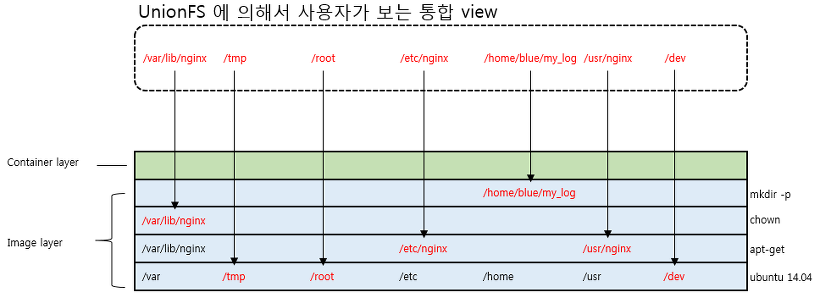 UnionFS 에 의해서 사용자가 보는 통합 view
/var/lib/nginx /tmp /root /etc/nginx /home/blue/my_log /usr/nginx /dev
Container layer
/home/blue/my_log mkdir -p
/var/lib/nginx chown
Image layer
/var/lib/nginx /etc/nginx /usr/nginx apt-get
/var /tmp /root /etc /home /usr /dev ubuntu 14.04